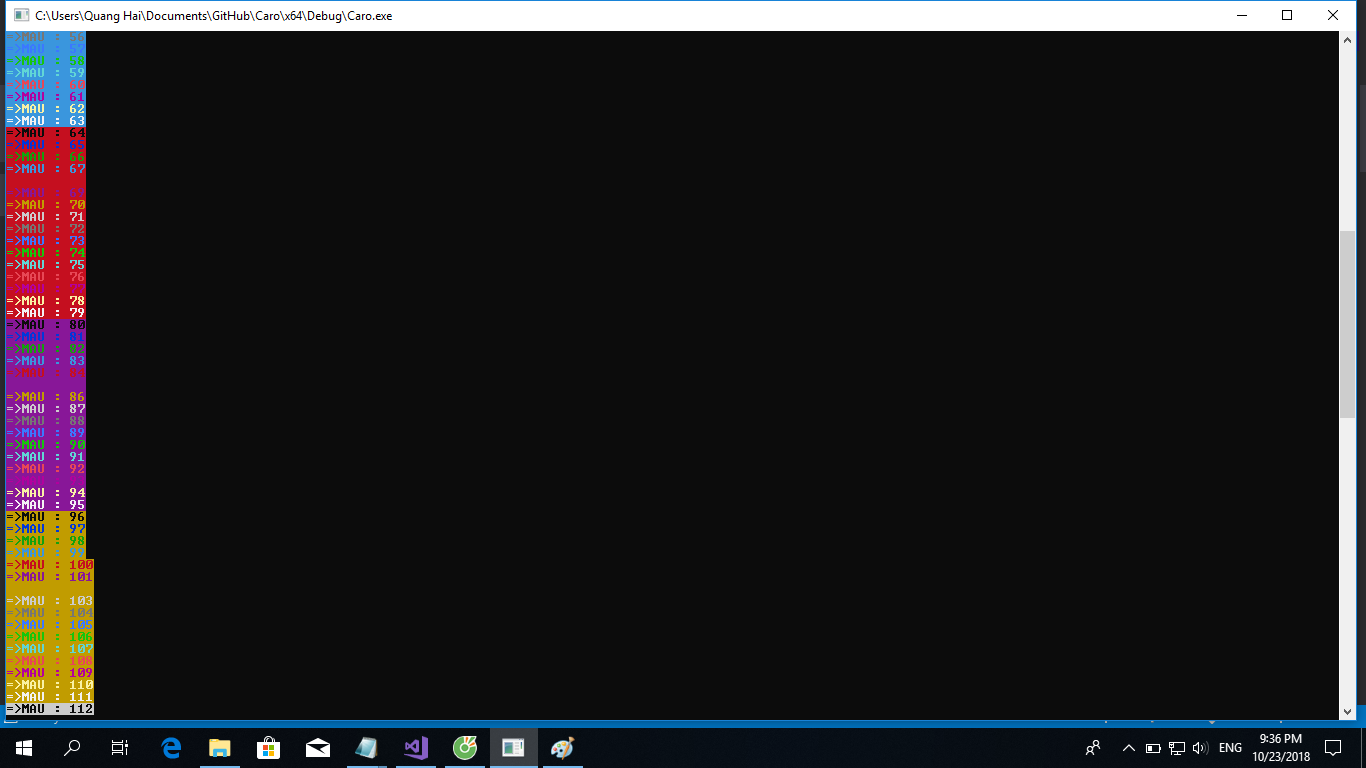 C:\Users\Quang Hai\Documents\GitHub\Caro\x64\Debug\Caro.exe
=>MAU : 56
=>MAU : 57
=>MAU : 58
=>MAU : 59
=>MAU : 60
=>MAU : 61
=>MAU : 62
=>MAU : 63
=>MAU : 64
=>MAU : 65
=>MAU : 66
=>MAU : 67
=>MAU : 69
=>MAU : 70
=>MAU : 71
=>MAU : 72
=>MAU : 73
=>MAU : 74
=>MAU : 75
=>MAU : 76
=>MAU : 77
=>MAU : 78
=>MAU : 79
=>MAU : 80
=>MAU : 81
=>MAU : 82
=>MAU : 83
=>MAU : 84
=>MAU : 86
=>MAU : 87
=>MAU : 88
=>MAU : 89
=>MAU : 90
=>MAU : 91
=>MAU : 92
=>MAU : 94
=>MAU : 95
=>MAU : 96
=>MAU : 97
=>MAU : 98
=>MAU : 99
=>MAU : 100
=>MAU : 101
=>MAU : 103
=>MAU : 104
=>MAU : 105
=>MAU : 106
=>MAU : 107
=>MAU : 108
=>MAU : 109
=>MAU : 110
=>MAU : 111
=>MAU : 112
ENG
9:36 PM
10/23/2018